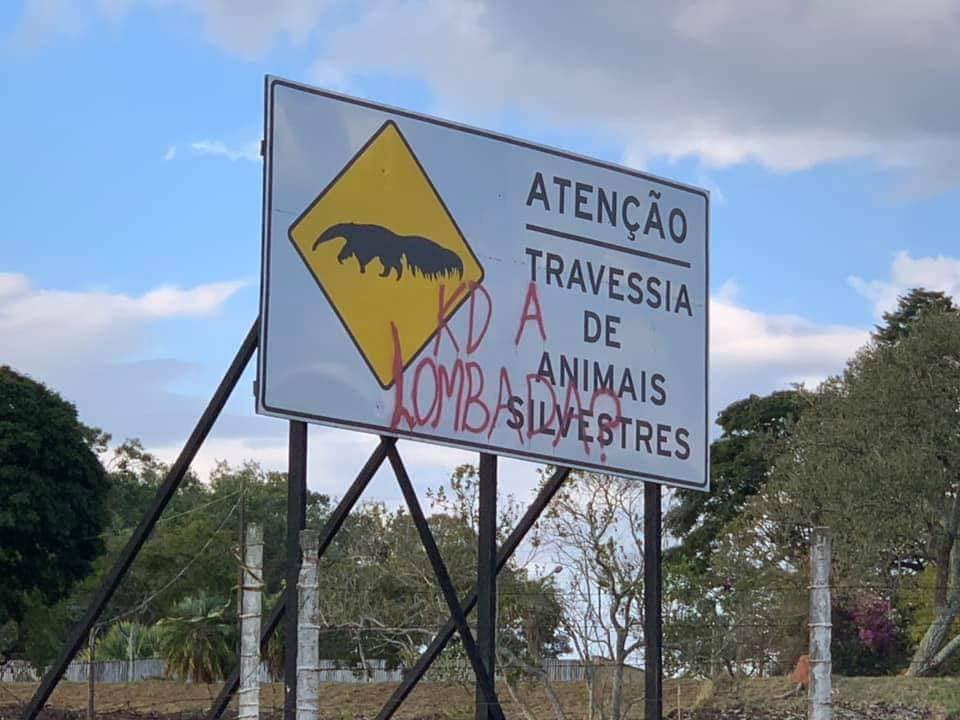 ATENÇÃO
TRAVESSIA
DE
ANIMAIS
SILVESTRES
KD A
LOMBADA?